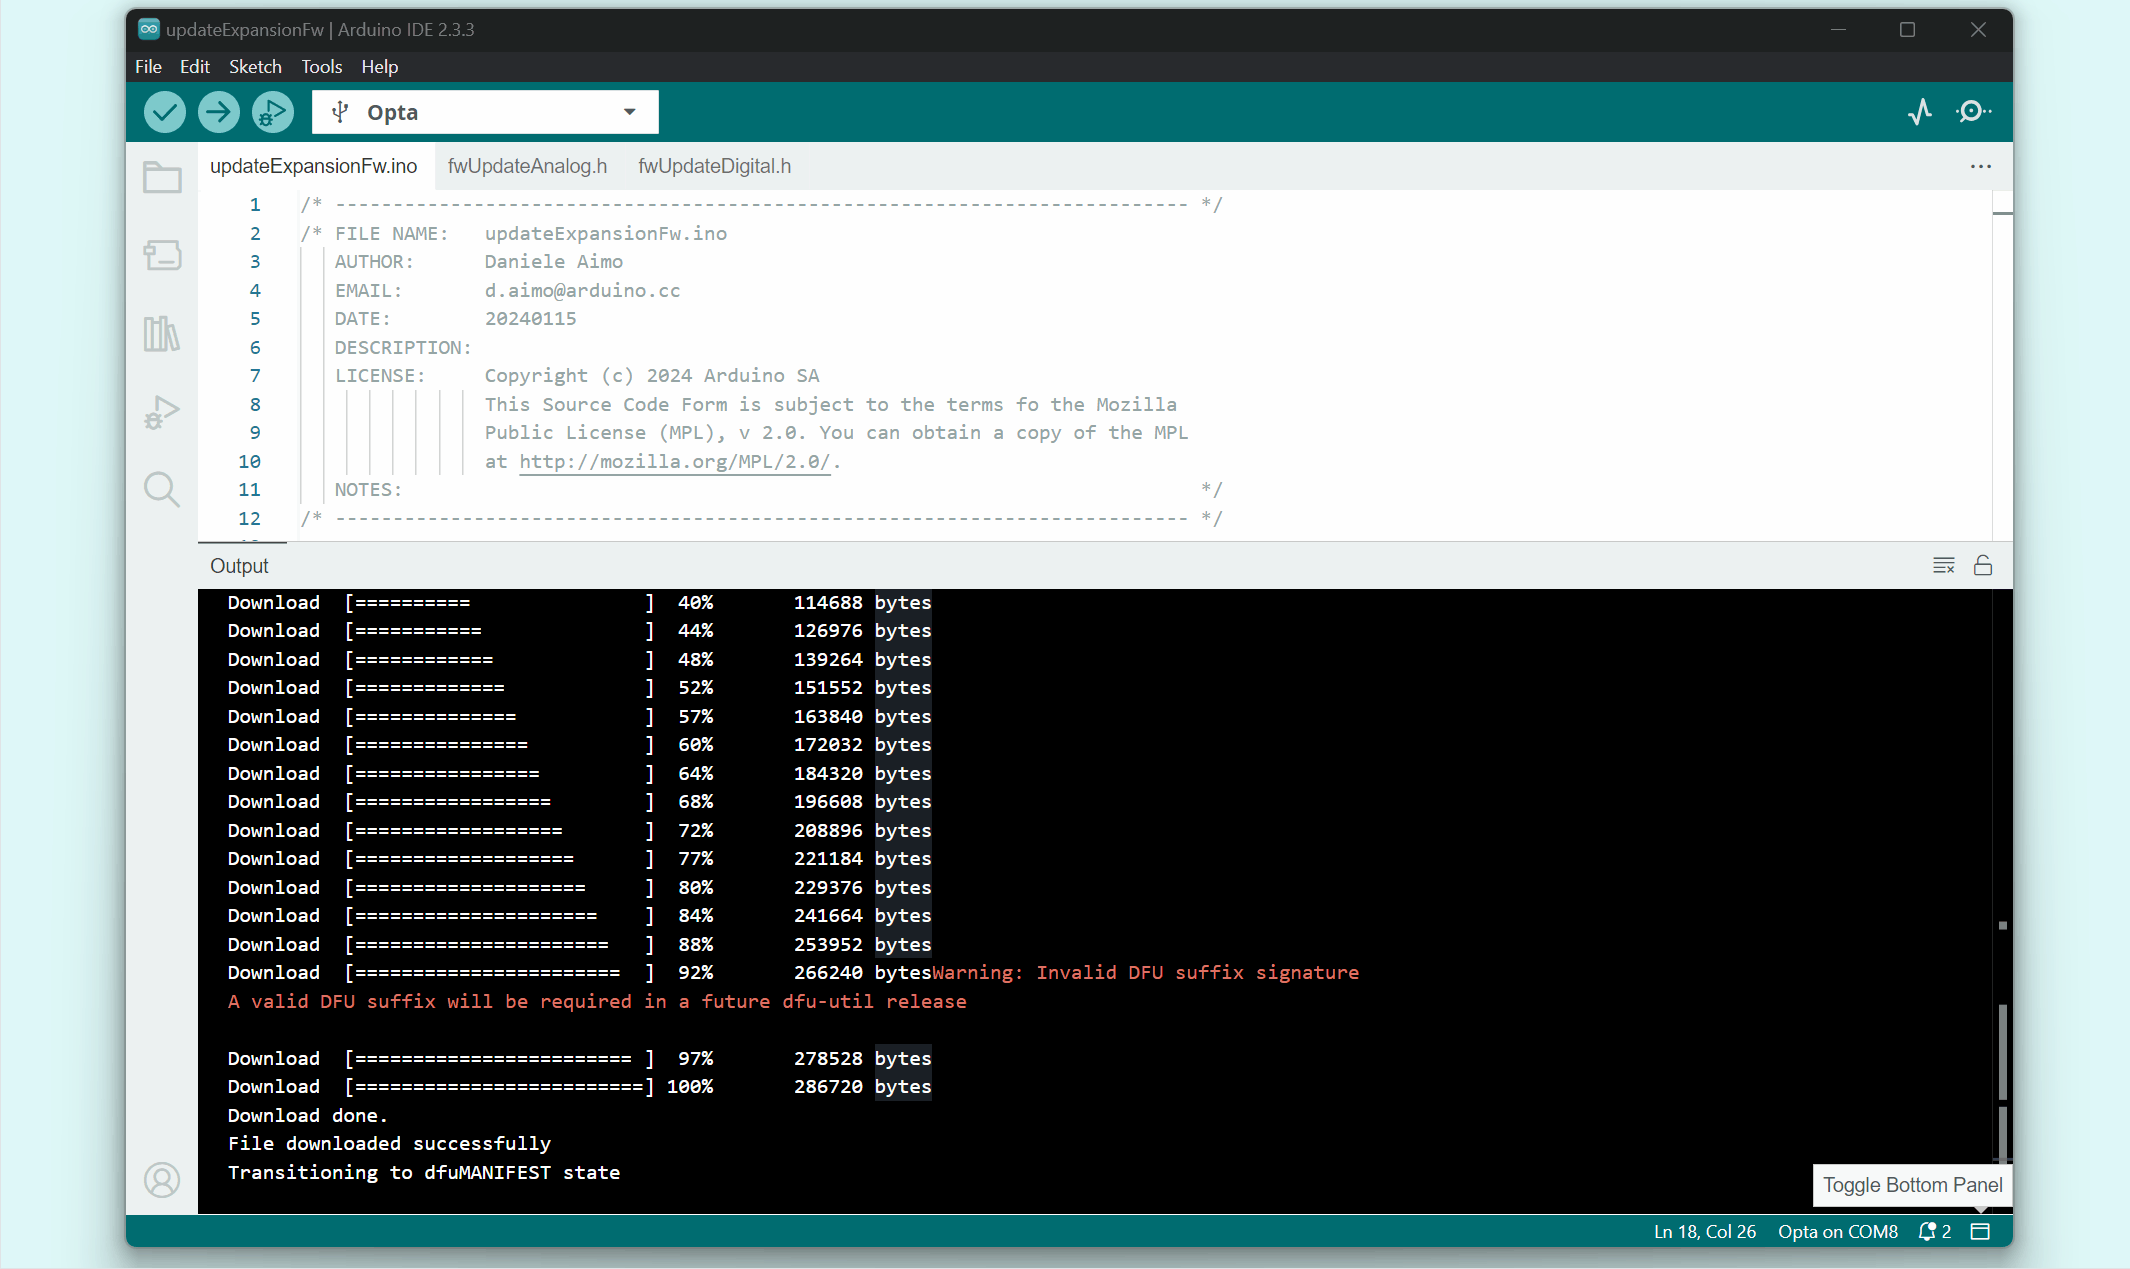 updateExpansionFw | Arduino IDE 2.3.3
File Edit Sketch Tools Help
Opta
updateExpansionFw.ino fwUpdateAnalog.h fwUpdateDigital.h
1 /* -------------------------------------------------------------------------- */
2 /* FILE NAME: updateExpansionFw.ino
3 AUTHOR: Daniele Aimo
4 EMAIL: d.aimo@arduino.cc
5 DATE: 20240115
6 DESCRIPTION:
7 LICENSE: Copyright (c) 2024 Arduino SA
8 This Source Code Form is subject to the terms fo the Mozilla
9 Public License (MPL), v 2.0. You can obtain a copy of the MPL
10 at http://mozilla.org/MPL/2.0/.
11 NOTES: */
12 /* -------------------------------------------------------------------------- */
Output
Download [========== ] 40% 114688 bytes
Download [=========== ] 44% 126976 bytes
Download [============ ] 48% 139264 bytes
Download [============= ] 52% 151552 bytes
Download [============== ] 57% 163840 bytes
Download [=============== ] 60% 172032 bytes
Download [================ ] 64% 184320 bytes
Download [================= ] 68% 196608 bytes
Download [================== ] 72% 208896 bytes
Download [=================== ] 77% 221184 bytes
Download [==================== ] 80% 229376 bytes
Download [===================== ] 84% 241664 bytes
Download [====================== ] 88% 253952 bytes
Download [======================= ] 92% 266240 bytesWarning: Invalid DFU suffix signature
A valid DFU suffix will be required in a future dfu-util release
Download [======================== ] 97% 278528 bytes
Download [=========================] 100% 286720 bytes
Download done.
File downloaded successfully
Transitioning to dfuMANIFEST state
Toggle Bottom Panel
Ln 18, Col 26 Opta on COM8 2